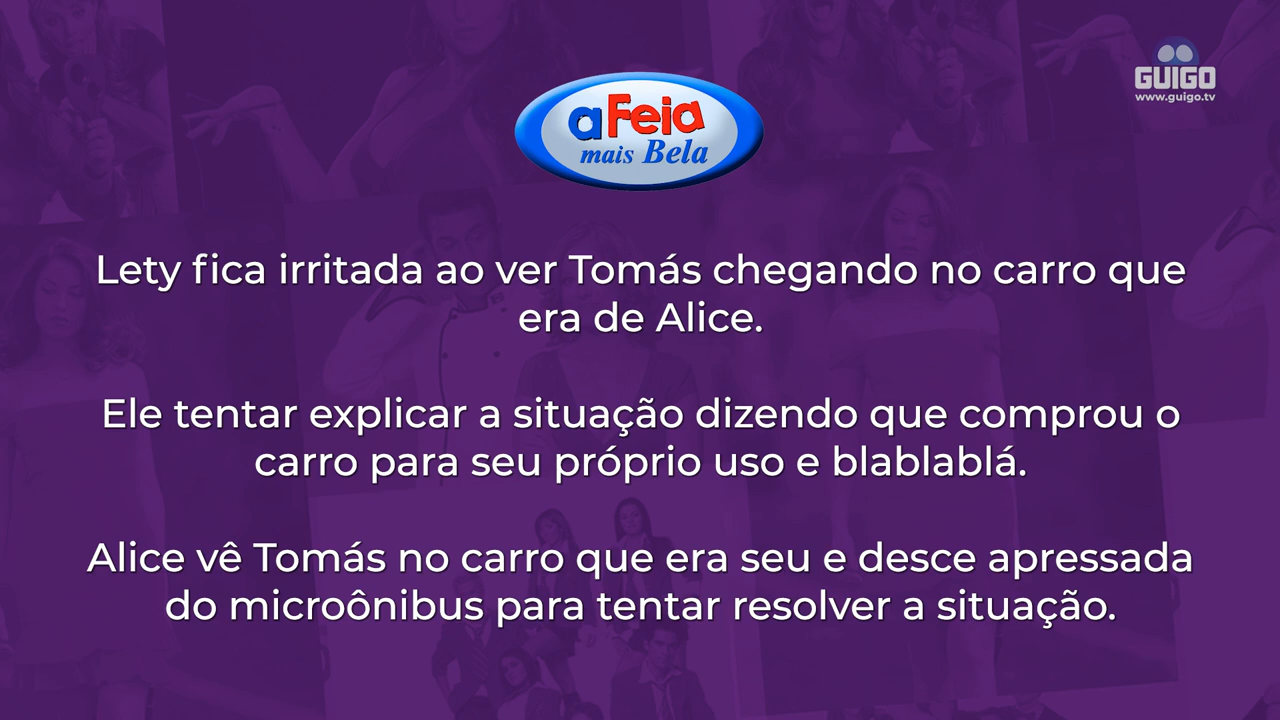 GUIGO
www.guigo.tv
a Feia
mais Bela
Lety fica irritada ao ver Tomás chegando no carro que
era de Alice.
Ele tentar explicar a situação dizendo que comprou o
carro para seu próprio uso e blablablá.
Alice vê Tomás no carro que era seu e desce apressada
do microônibus para tentar resolver a situação.